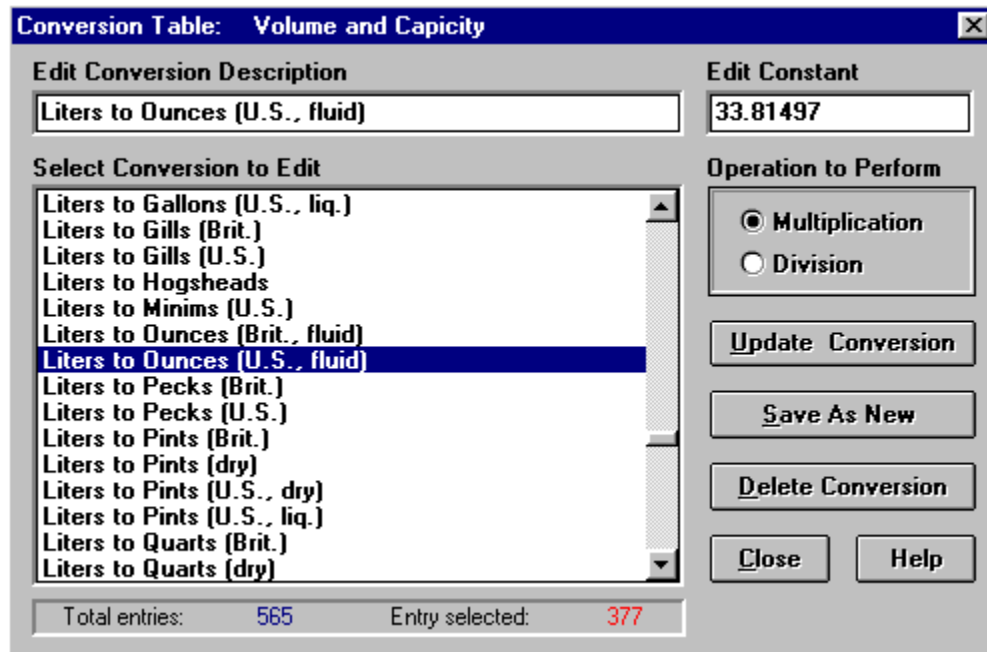 Conversion Table: Volume and Capicity
Edit Conversion Description
Liters to Ounces (U.S., fluid)
Edit Constant
33.81497
Select Conversion to Edit
Liters to Gallons (U.S., liq.)
Liters to Gills (Brit.)
Liters to Gills (U.S.)
Liters to Hogsheads
Liters to Minims (U.S.)
Liters to Ounces (Brit., fluid)
Liters to Ounces (U.S., fluid)
Liters to Pecks (Brit.)
Liters to Pecks (U.S.)
Liters to Pints (Brit.)
Liters to Pints (dry)
Liters to Pints (U.S., dry)
Liters to Pints (U.S., liq.)
Liters to Quarts (Brit.)
Liters to Quarts (dry)
Operation to Perform
Multiplication
Division
Update Conversion
Save As New
Delete Conversion
Close Help
Total entries: 565 Entry selected: 377